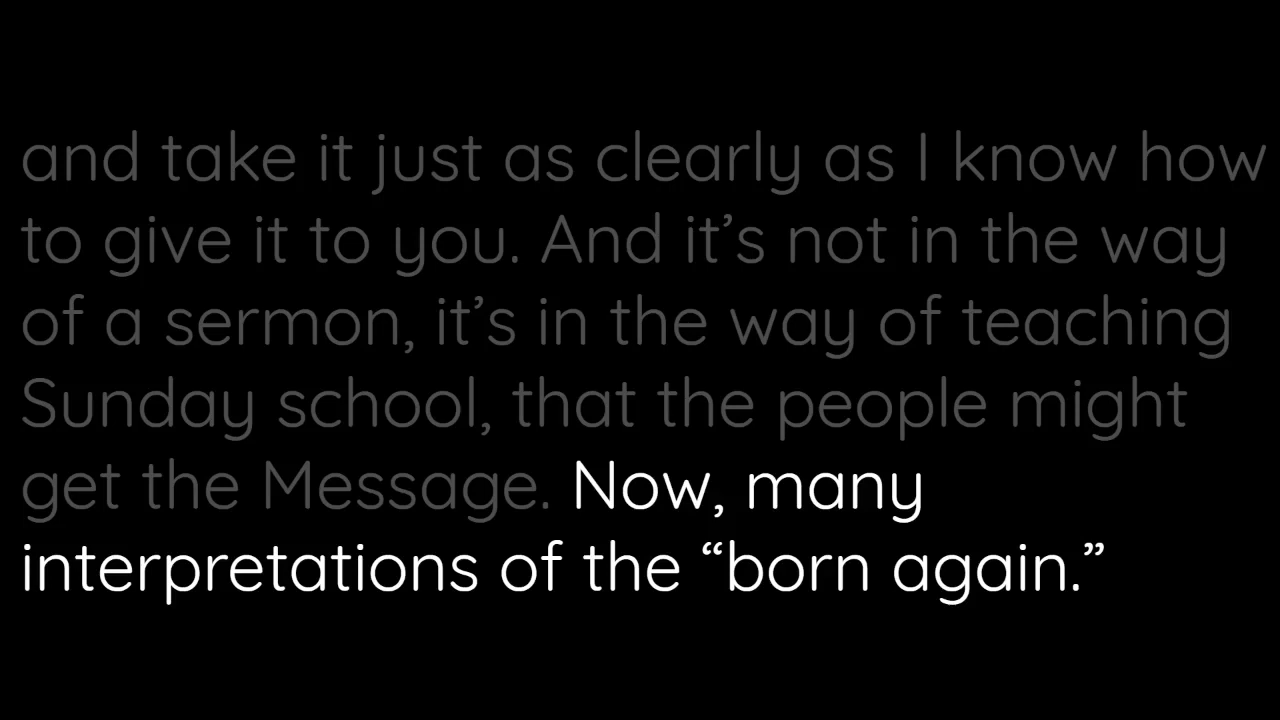 and take it just as clearly as I know how
to give it to you. And it’s not in the way
of a sermon, it’s in the way of teaching
Sunday school, that the people might
get the Message. Now, many
interpretations of the “born again.”